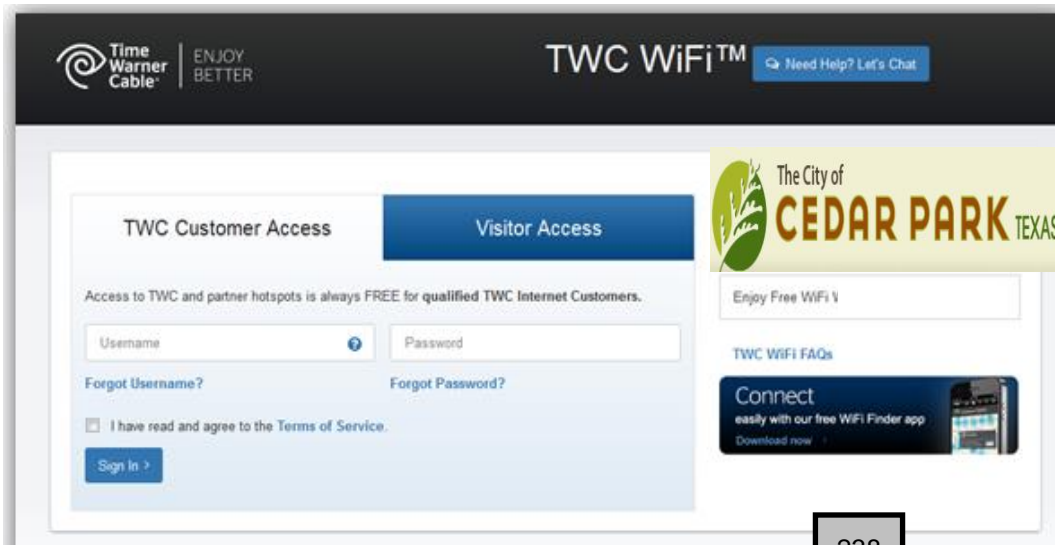 Time
Warner
Cable
ENJOY
BETTER
TWC WiFi™
Need Help? Let's Chat
The City of
CEDAR PARK TEXAS
TWC Customer Access
Visitor Access
Access to TWC and partner hotspots is always FREE for qualified TWC Internet Customers.
Username
Password
Forgot Username?
Forgot Password?
I have read and agree to the Terms of Service.
Sign In >
Enjoy Free WiFi
TWC WiFi FAQs
Connect
easily with our free WiFi Finder app
Download now